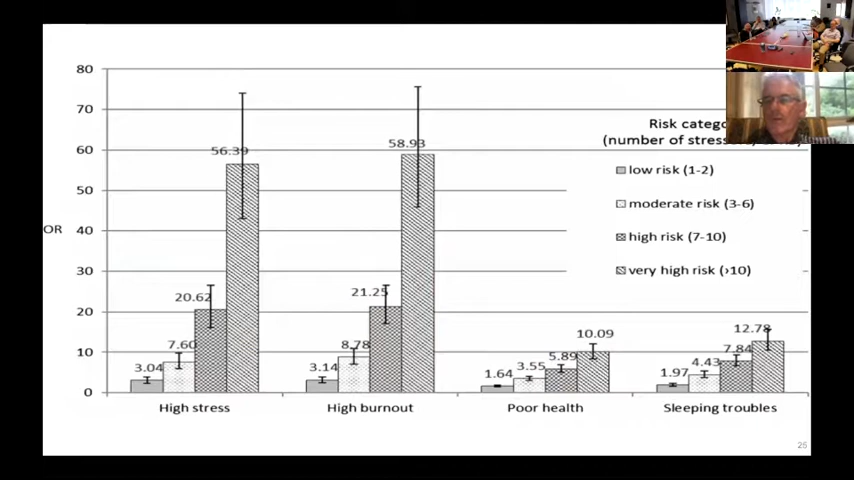 80
70
60
50
OR 40
30
20
10
0
56.39
20.62
7.60
3.04
58.93
21.25
8.78
3.14
10.09
5.89
3.55
1.64
12.78
7.84
4.43
1.97
High stress
High burnout
Poor health
Sleeping troubles
Risk
(number of
low risk (1-2)
moderate risk (3-6)
high risk (7-10)
very high risk (›10)
25